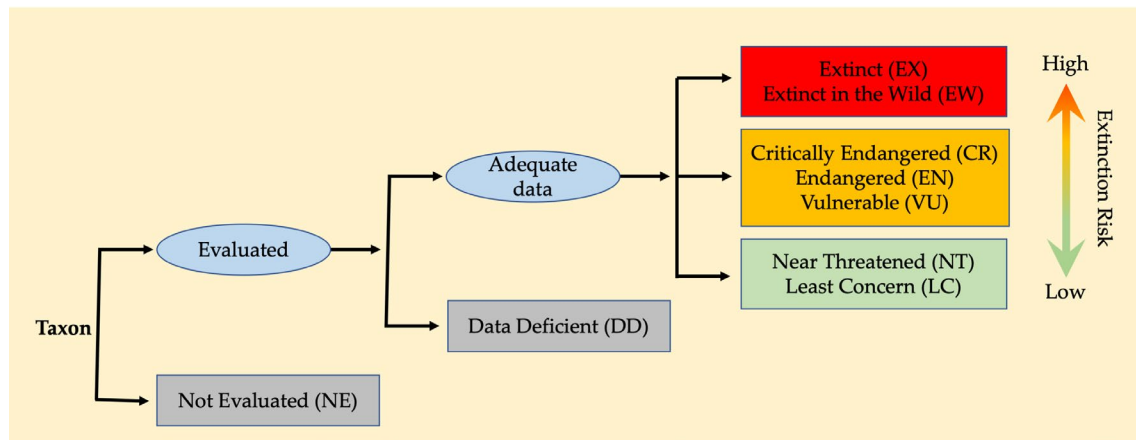 Taxon
Evaluated
Not Evaluated (NE)
Adequate
data
Data Deficient (DD)
Extinct (EX)
Extinct in the Wild (EW)
Critically Endangered (CR)
Endangered (EN)
Vulnerable (VU)
Near Threatened (NT)
Least Concern (LC)
High
Extinction Risk
Low